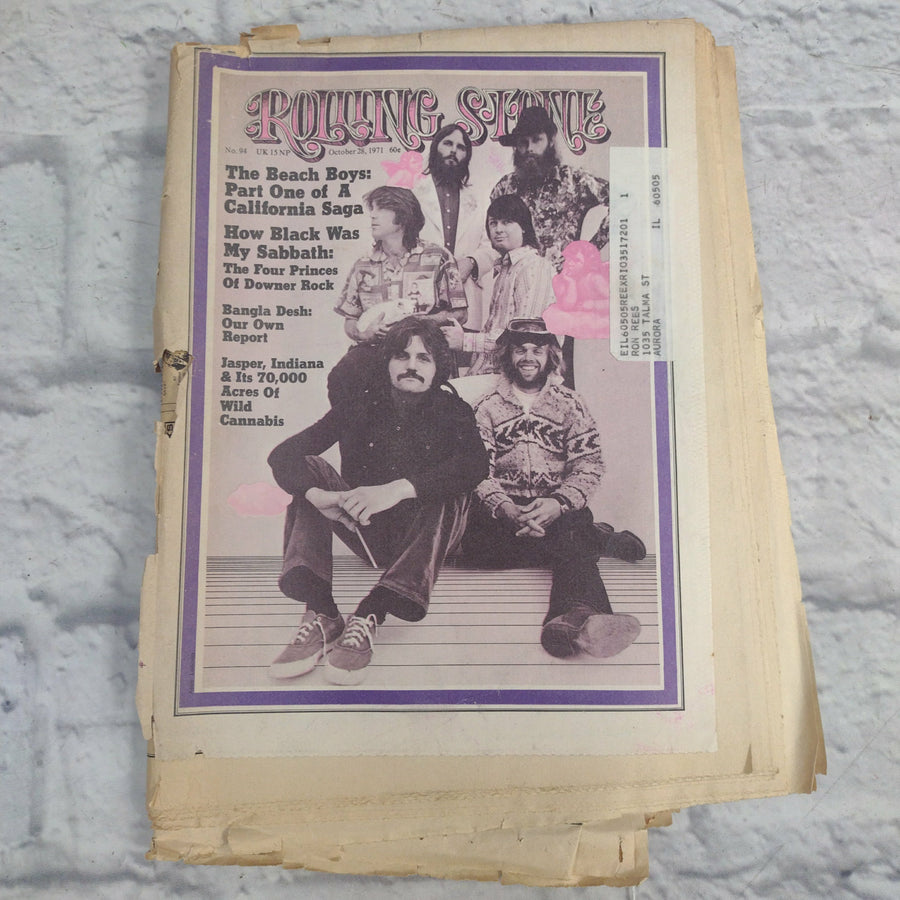 ROLLING STONE
No. 94 UK 15 NP October 28, 1971 60¢
The Beach Boys:
Part One of A
California Saga
How Black Was
My Sabbath:
The Four Princes
Of Downer Rock
Bangla Desh:
Our Own
Report
Jasper, Indiana
& Its 70,000
Acres Of
Wild
Cannabis
EIL60505REEXRI03517201 1
RON REES
1035 TALMA ST
AURORA IL 60505